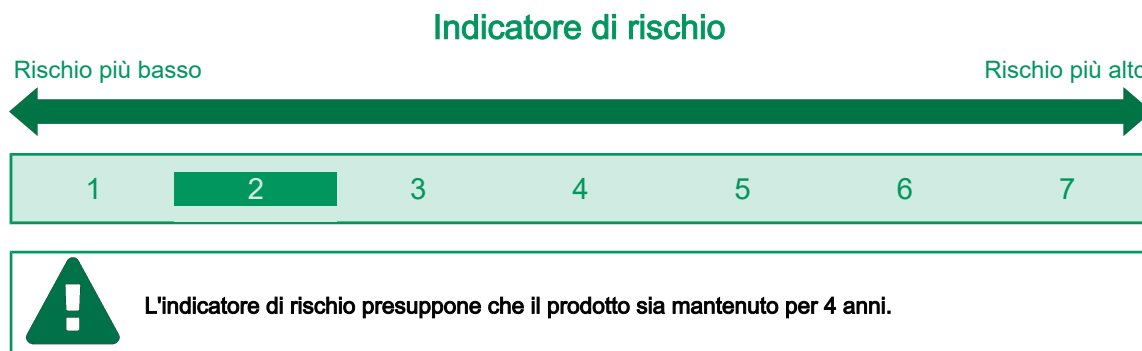 Indicatore di rischio
Rischio più basso Rischio più alto
1 2 3 4 5 6 7
L'indicatore di rischio presuppone che il prodotto sia mantenuto per 4 anni.